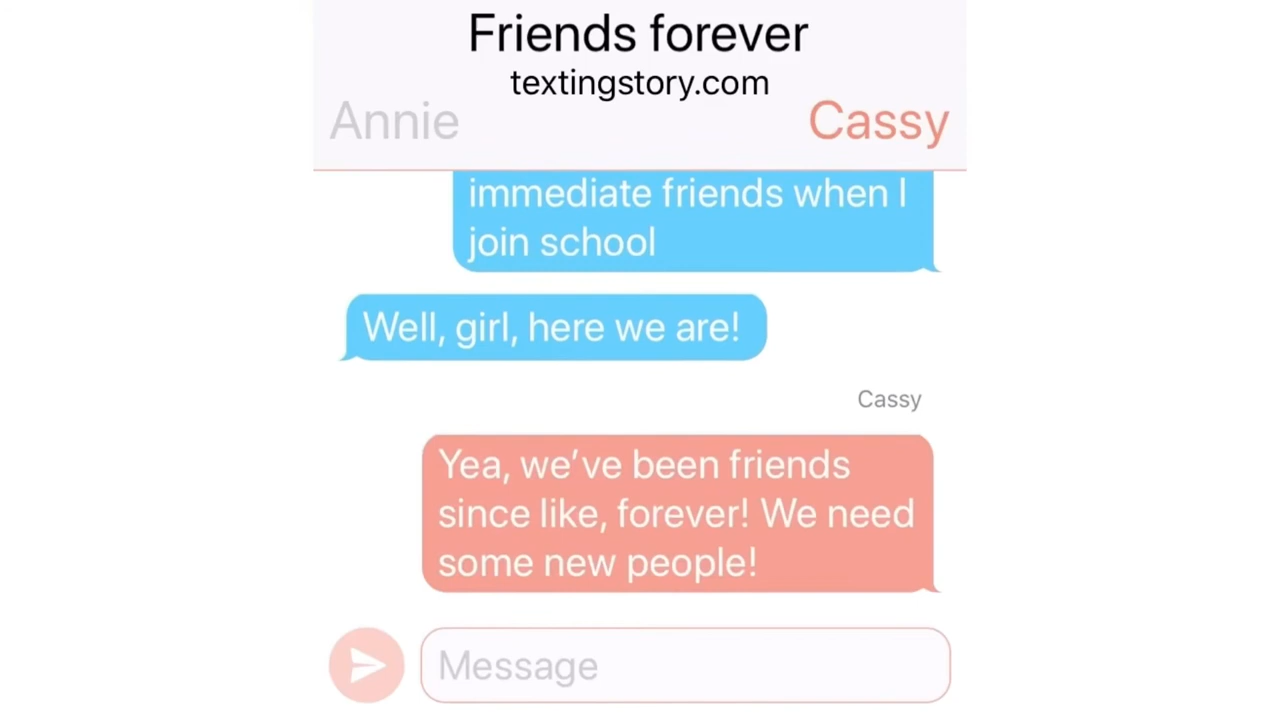 Friends forever
textingstory.com
Annie
Cassy
immediate friends when I
join school
Well, girl, here we are!
Cassy
Yea, we’ve been friends
since like, forever! We need
some new people!
Message